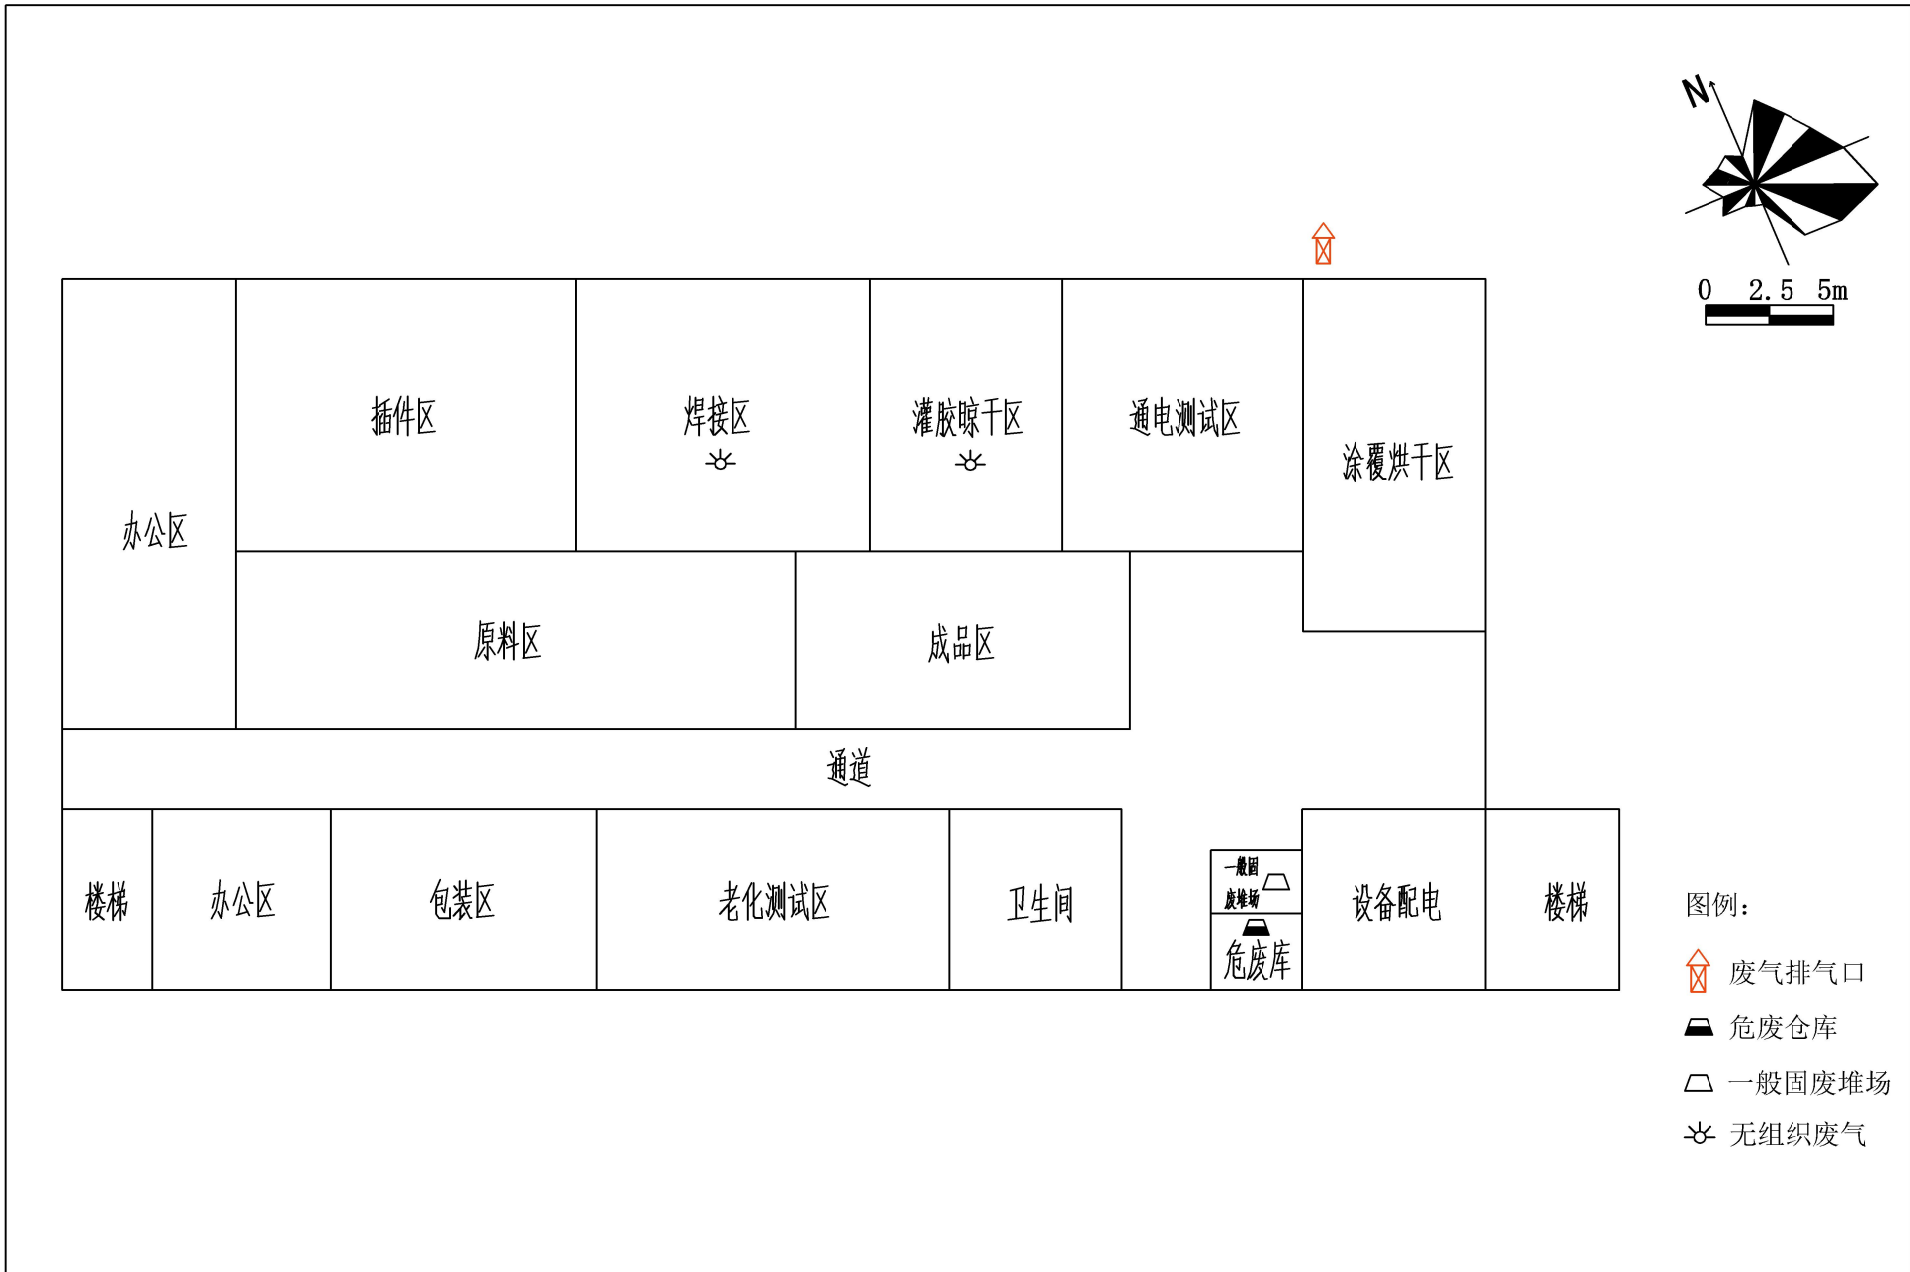 N
0 2.5 5m
插件区
焊接区
灌胶晾干区
通电测试区
涂覆烘干区
办公区
原料区
成品区
通道
楼梯
办公区
包装区
老化测试区
卫生间
一般固
废堆场
危废库
设备配电
楼梯
图例：
废气排气口
危废仓库
一般固废堆场
无组织废气